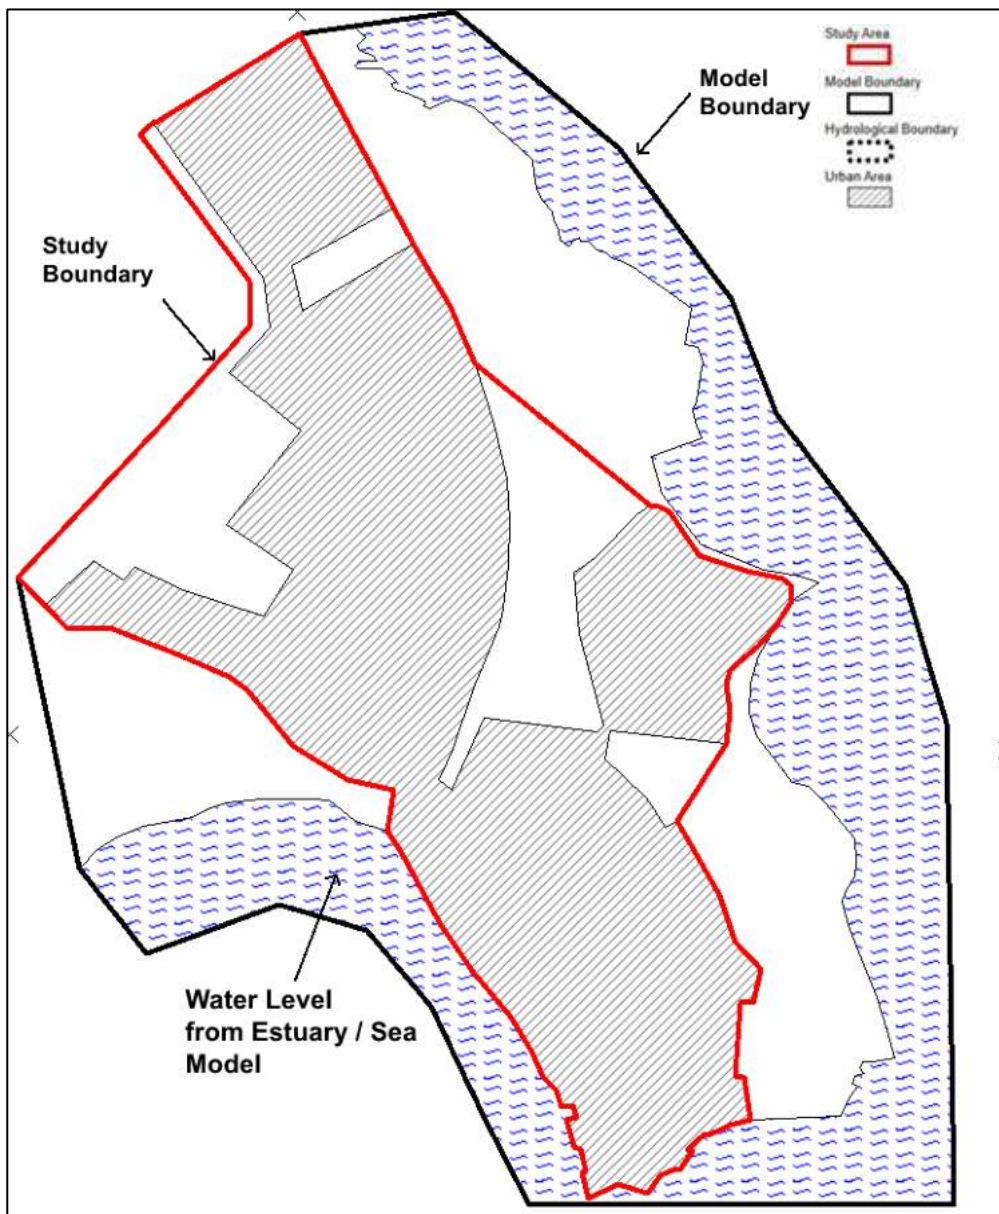 Study Area
Model Boundary
Hydrological Boundary
Urban Area
Model
Boundary
Study
Boundary
Water Level
from Estuary / Sea
Model